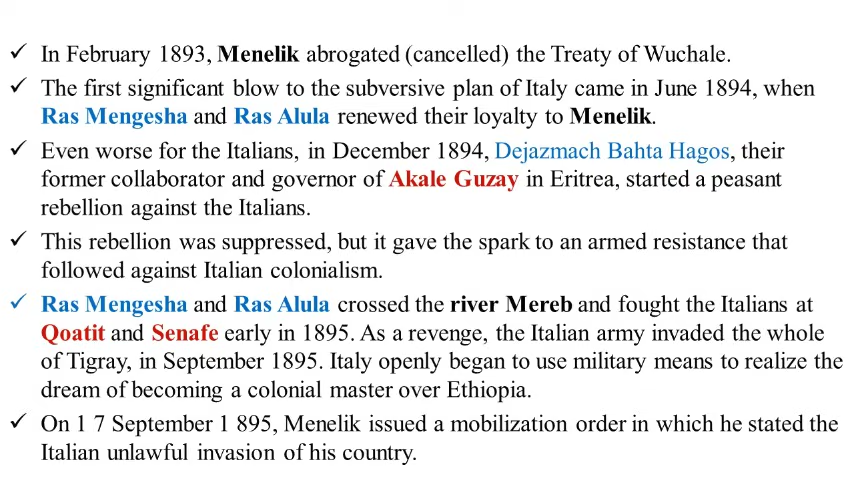 ✓ In February 1893, Menelik abrogated (cancelled) the Treaty of Wuchale.
✓ The first significant blow to the subversive plan of Italy came in June 1894, when
Ras Mengesha and Ras Alula renewed their loyalty to Menelik.
✓ Even worse for the Italians, in December 1894, Dejazmach Bahta Hagos, their
former collaborator and governor of Akale Guzay in Eritrea, started a peasant
rebellion against the Italians.
✓ This rebellion was suppressed, but it gave the spark to an armed resistance that
followed against Italian colonialism.
✓ Ras Mengesha and Ras Alula crossed the river Mereb and fought the Italians at
Qoatit and Senafe early in 1895. As a revenge, the Italian army invaded the whole
of Tigray, in September 1895. Italy openly began to use military means to realize the
dream of becoming a colonial master over Ethiopia.
✓ On 1 7 September 1 895, Menelik issued a mobilization order in which he stated the
Italian unlawful invasion of his country.